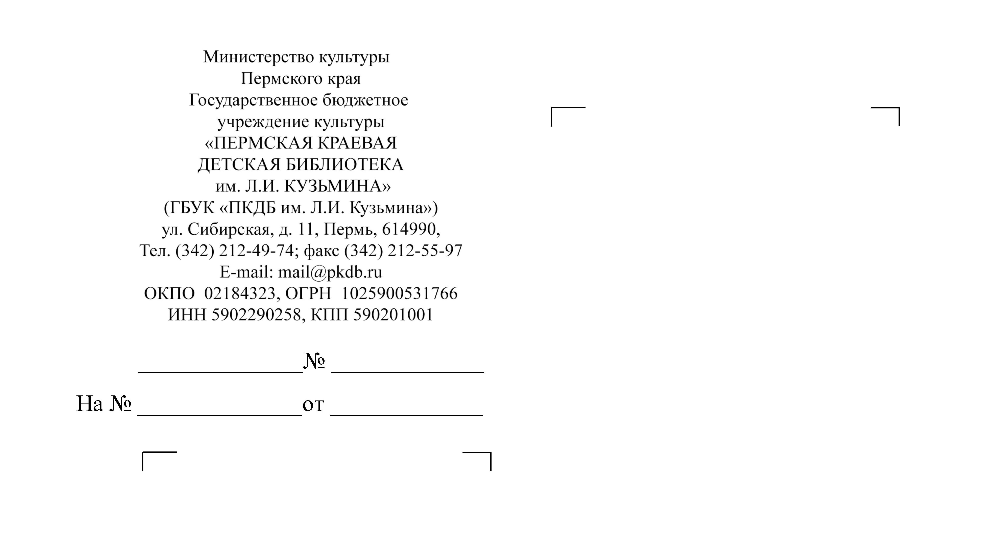 Министерство культуры
Пермского края
Государственное бюджетное
учреждение культуры
«ПЕРМСКАЯ КРАЕВАЯ
ДЕТСКАЯ БИБЛИОТЕКА
им. Л.И. КУЗЬМИНА»
(ГБУК «ПКДБ им. Л.И. Кузьмина»)
ул. Сибирская, д. 11, Пермь, 614990,
Тел. (342) 212-49-74; факс (342) 212-55-97
E-mail: mail@pkdb.ru
ОКПО  02184323, ОГРН  1025900531766
ИНН 5902290258, КПП 590201001
________________№ _______________
На № ________________от _______________